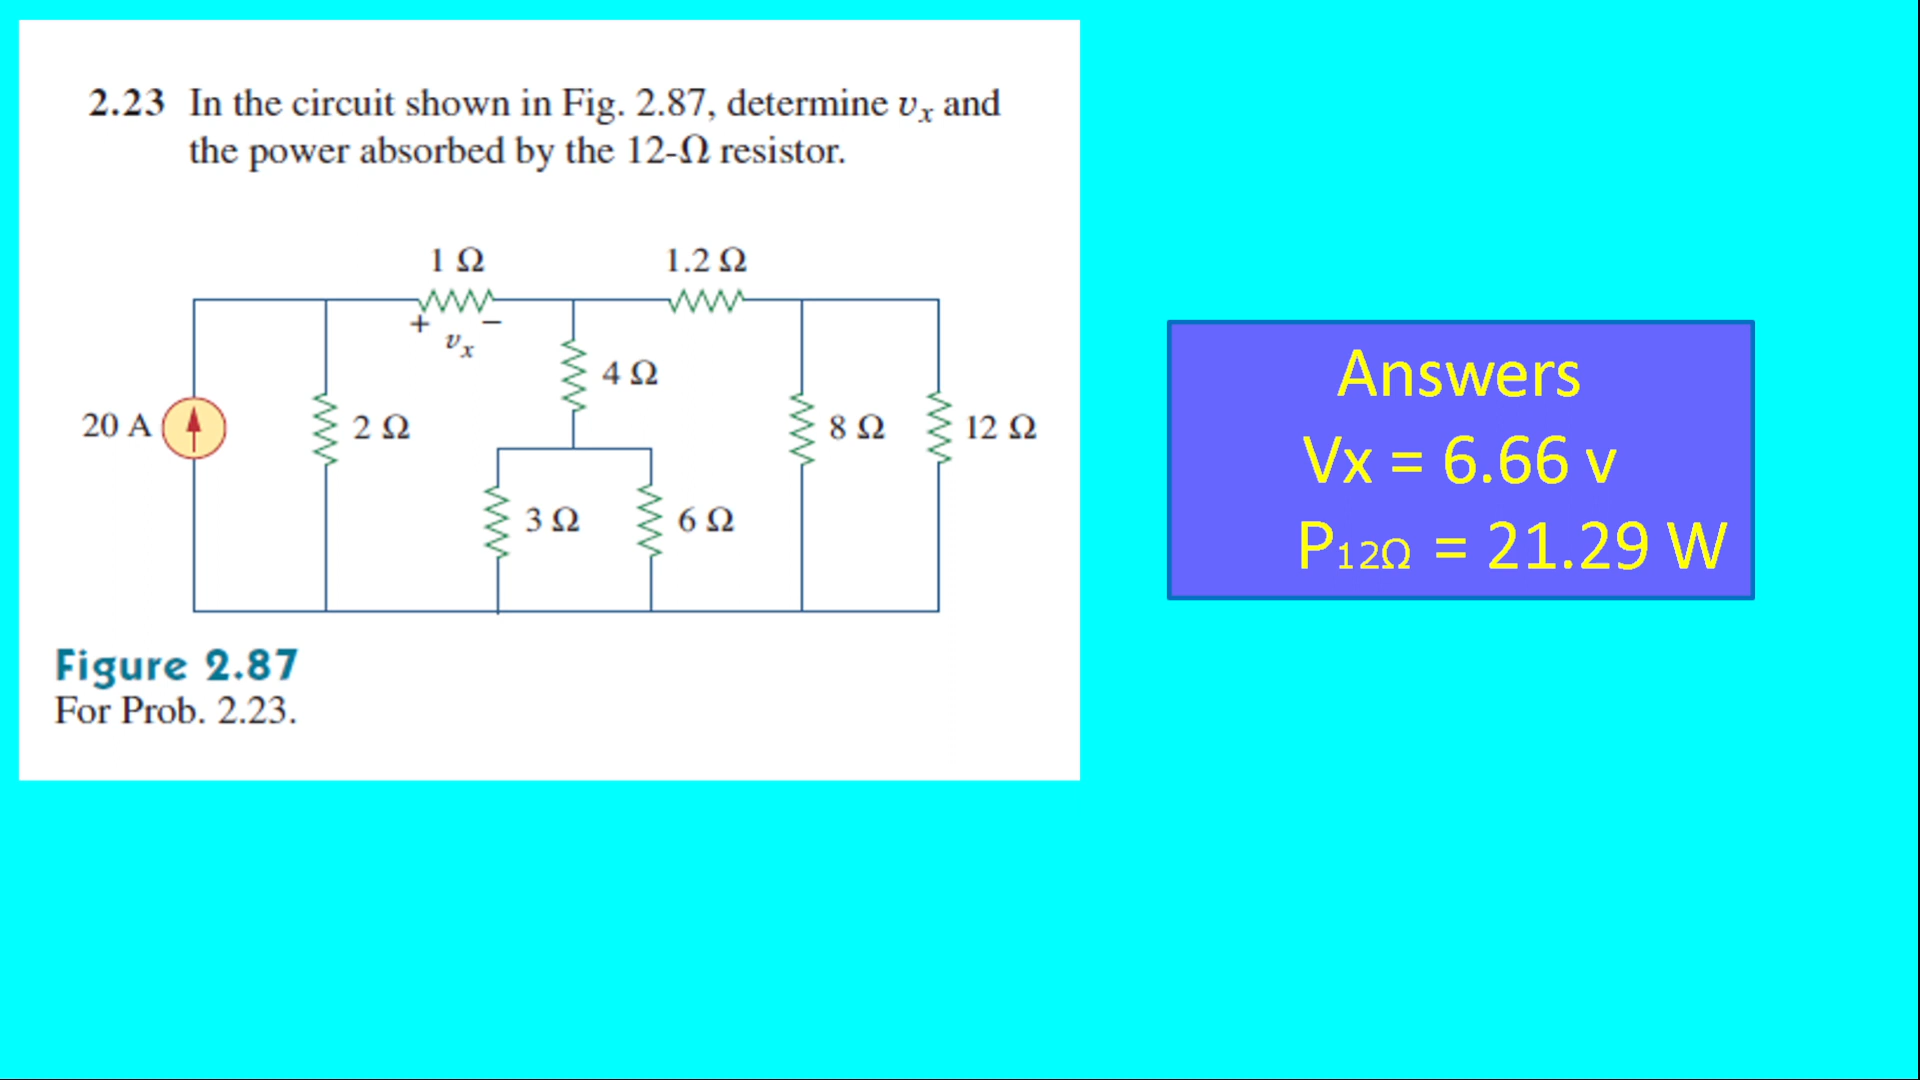 2.23 In the circuit shown in Fig. 2.87, determine vₓ and
the power absorbed by the 12-Ω resistor.
1 Ω
1.2 Ω
+ −
vₓ
4 Ω
20 A
2 Ω
8 Ω
12 Ω
3 Ω
6 Ω
Figure 2.87
For Prob. 2.23.
Answers
Vx = 6.66 v
P₁₂Ω = 21.29 W